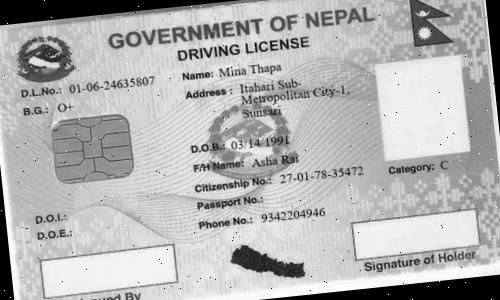 GOVERNMENT OF NEPAL
DRIVING LICENSE
D.L.No.: 01-06-24635807
B.G.: O+
Name: Mina Thapa
Address : Itahari Sub-
Metropolitan City-1,
Sunsari
D.O.B.: 03/14/1991
F/H Name: Asha Rai
Citizenship No.: 27-01-78-35472
Passport No.:
Phone No.: 9342204946
Category: C
D.O.I.:
D.O.E.:
Issued By
Signature of Holder